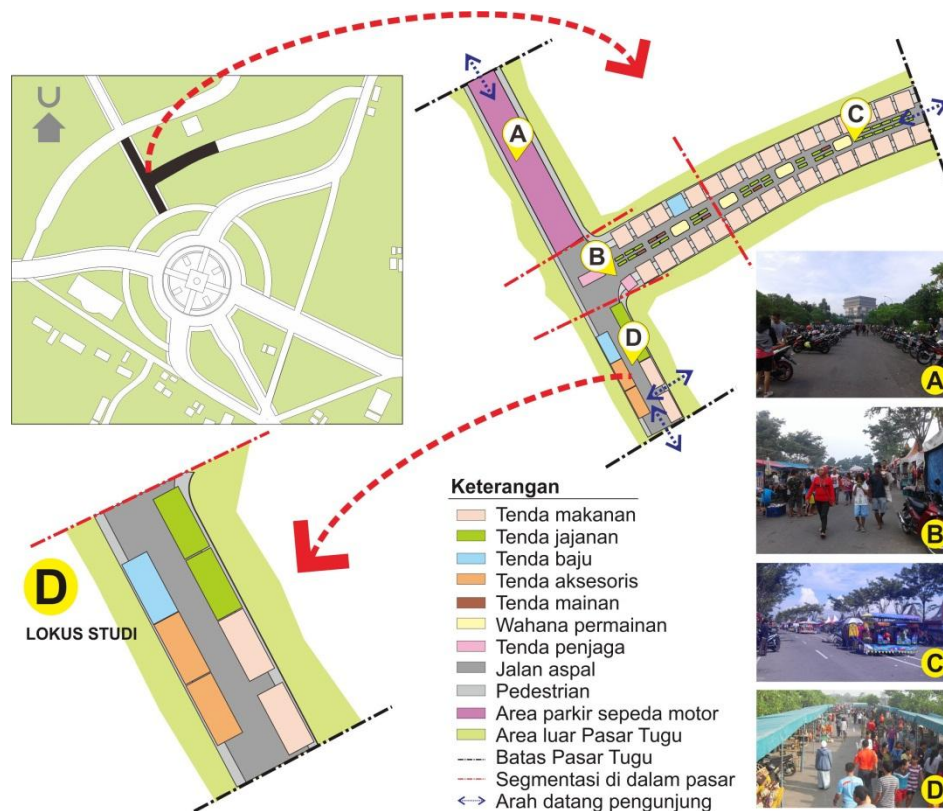 A
C
B
D
D
LOKUS STUDI
Keterangan
Tenda makanan
Tenda jajanan
Tenda baju
Tenda aksesoris
Tenda mainan
Wahana permainan
Tenda penjaga
Jalan aspal
Pedestrian
Area parkir sepeda motor
Area luar Pasar Tugu
Batas Pasar Tugu
Segmentasi di dalam pasar
Arah datang pengunjung
A
B
C
D